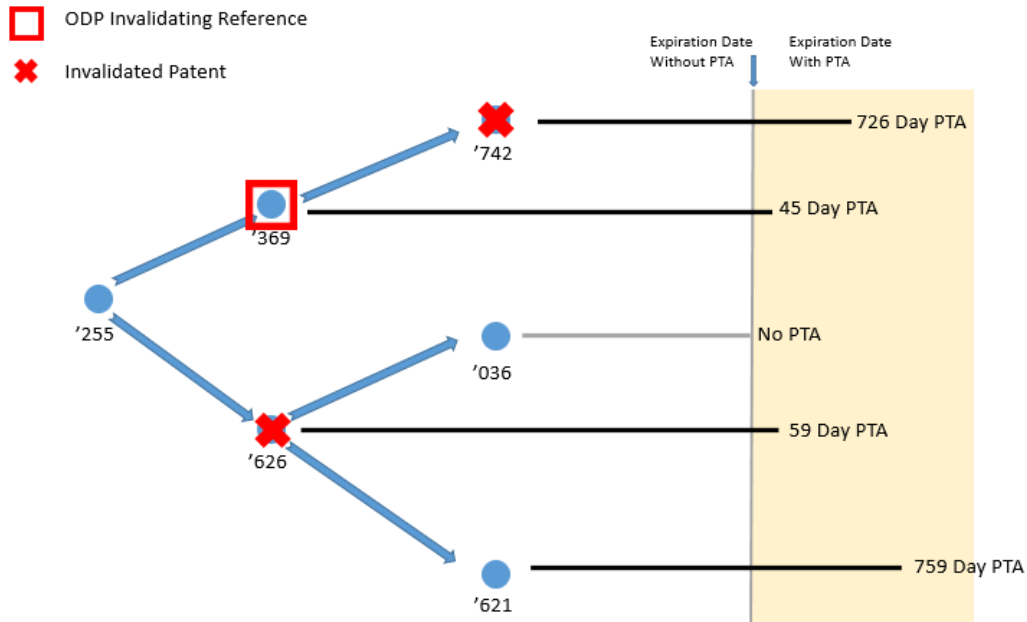 ODP Invalidating Reference
Invalidated Patent
Expiration Date
Without PTA
Expiration Date
With PTA
726 Day PTA
’742
45 Day PTA
’369
’255
No PTA
’036
59 Day PTA
’626
759 Day PTA
’621